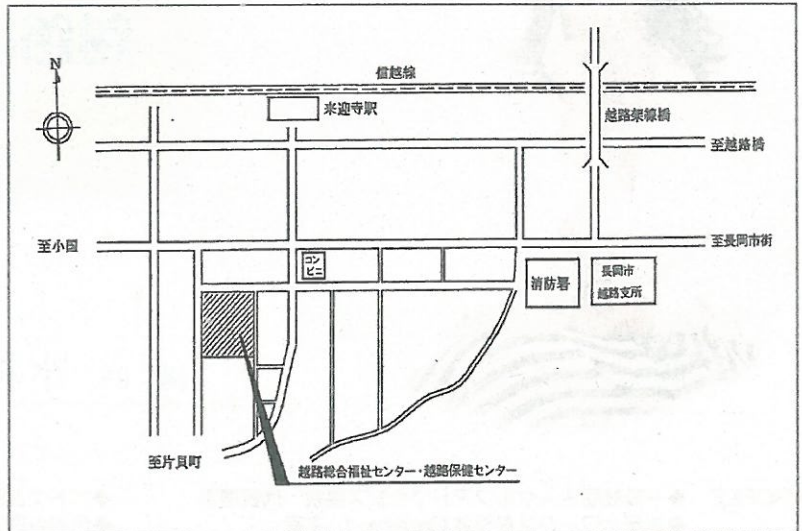 N
信越線
来迎寺駅
越路架線橋
至越路橋
至小国
至長岡市街
コン
ビニ
消防署
長岡市
越路支所
至片貝町
越路総合福祉センター・越路保健センター